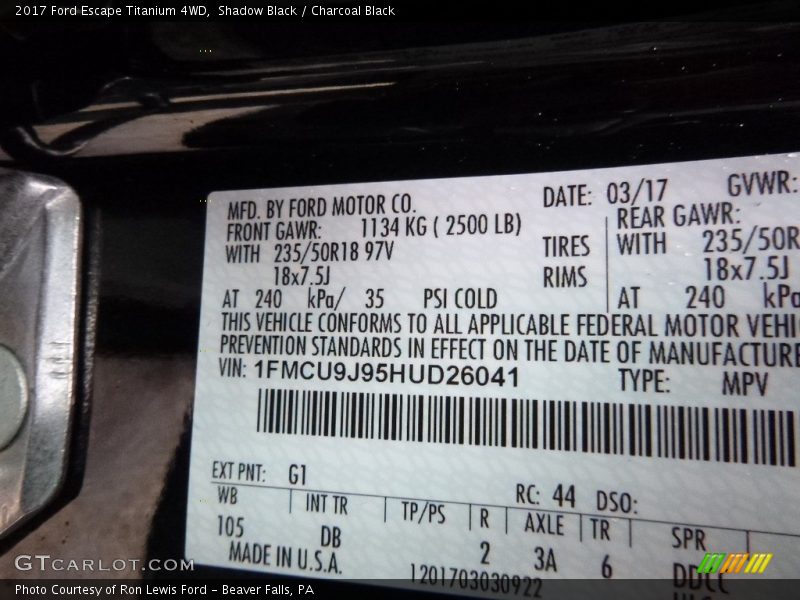 2017 Ford Escape Titanium 4WD, Shadow Black / Charcoal Black
MFD. BY FORD MOTOR CO. DATE: 03/17 GVWR:
FRONT GAWR: 1134 KG ( 2500 LB) REAR GAWR:
WITH 235/50R18 97V TIRES WITH 235/50R
18x7.5J RIMS 18x7.5J
AT 240 kPa/ 35 PSI COLD AT 240 kPa
THIS VEHICLE CONFORMS TO ALL APPLICABLE FEDERAL MOTOR VEHI
PREVENTION STANDARDS IN EFFECT ON THE DATE OF MANUFACTURE
VIN: 1FMCU9J95HUD26041 TYPE: MPV
EXT PNT: G1 RC: 44 DSO:
WB INT TR TP/PS R AXLE TR SPR
105 DB 2 3A 6
MADE IN U.S.A. 1201703030922
GTCARLOT.COM
Photo Courtesy of Ron Lewis Ford - Beaver Falls, PA